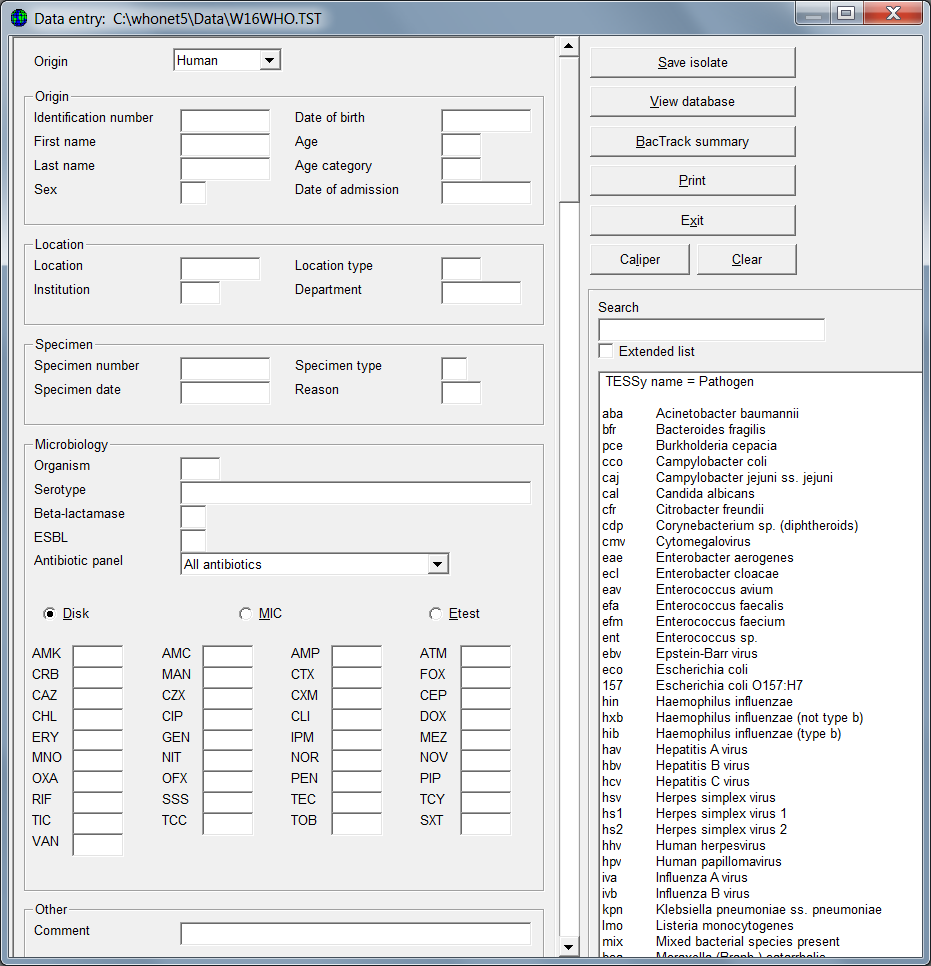 Data entry: C:\whonet5\Data\W16WHO.TST
Origin Human
Origin
Identification number Date of birth
First name Age
Last name Age category
Sex Date of admission
Location
Location Location type
Institution Department
Specimen
Specimen number Specimen type
Specimen date Reason
Microbiology
Organism
Serotype
Beta-lactamase
ESBL
Antibiotic panel All antibiotics
Disk MIC Etest
AMK AMC AMP ATM
CRB MAN CTX FOX
CAZ CZX CXM CEP
CHL CIP CLI DOX
ERY GEN IPM MEZ
MNO NIT NOR NOV
OXA OFX PEN PIP
RIF SSS TEC TCY
TIC TCC TOB SXT
VAN
Other
Comment
Save isolate
View database
BacTrack summary
Print
Exit
Caliper Clear
Search
Extended list
TESSy name = Pathogen
aba Acinetobacter baumannii
bfr Bacteroides fragilis
pce Burkholderia cepacia
cco Campylobacter coli
caj Campylobacter jejuni ss. jejuni
cal Candida albicans
cfr Citrobacter freundii
cdp Corynebacterium sp. (diphtheroids)
cmv Cytomegalovirus
eae Enterobacter aerogenes
ecl Enterobacter cloacae
eav Enterococcus avium
efa Enterococcus faecalis
efm Enterococcus faecium
ent Enterococcus sp.
ebv Epstein-Barr virus
eco Escherichia coli
157 Escherichia coli O157:H7
hin Haemophilus influenzae
hxb Haemophilus influenzae (not type b)
hib Haemophilus influenzae (type b)
hav Hepatitis A virus
hbv Hepatitis B virus
hcv Hepatitis C virus
hsv Herpes simplex virus
hs1 Herpes simplex virus 1
hs2 Herpes simplex virus 2
hhv Human herpesvirus
hpv Human papillomavirus
iva Influenza A virus
ivb Influenza B virus
kpn Klebsiella pneumoniae ss. pneumoniae
lmo Listeria monocytogenes
mix Mixed bacterial species present